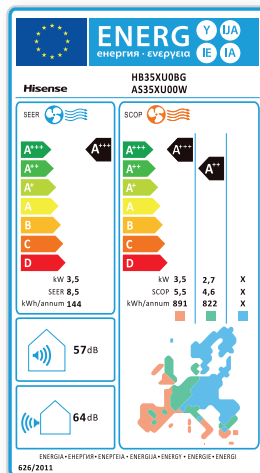 ENERG
енергия · ενεργεια
Y IJA
IE IA
Hisense
HB35XU0BG
AS35XU00W
SEER
SCOP
A+++
A++
A+
A
B
C
D
A+++
A+++
A++
A+
A
B
C
D
A+++
A++
kW 3,5
SEER 8,5
kWh/annum 144
kW 3,5 2,7 X
SCOP 5,5 4,6 X
kWh/annum 891 822 X
57dB
64dB
ENERGIA • ЕНЕРГИЯ • ΕΝΕΡΓΕΙΑ • ENERGIJA • ENERGY • ENERGIE • ENERGI
626/2011